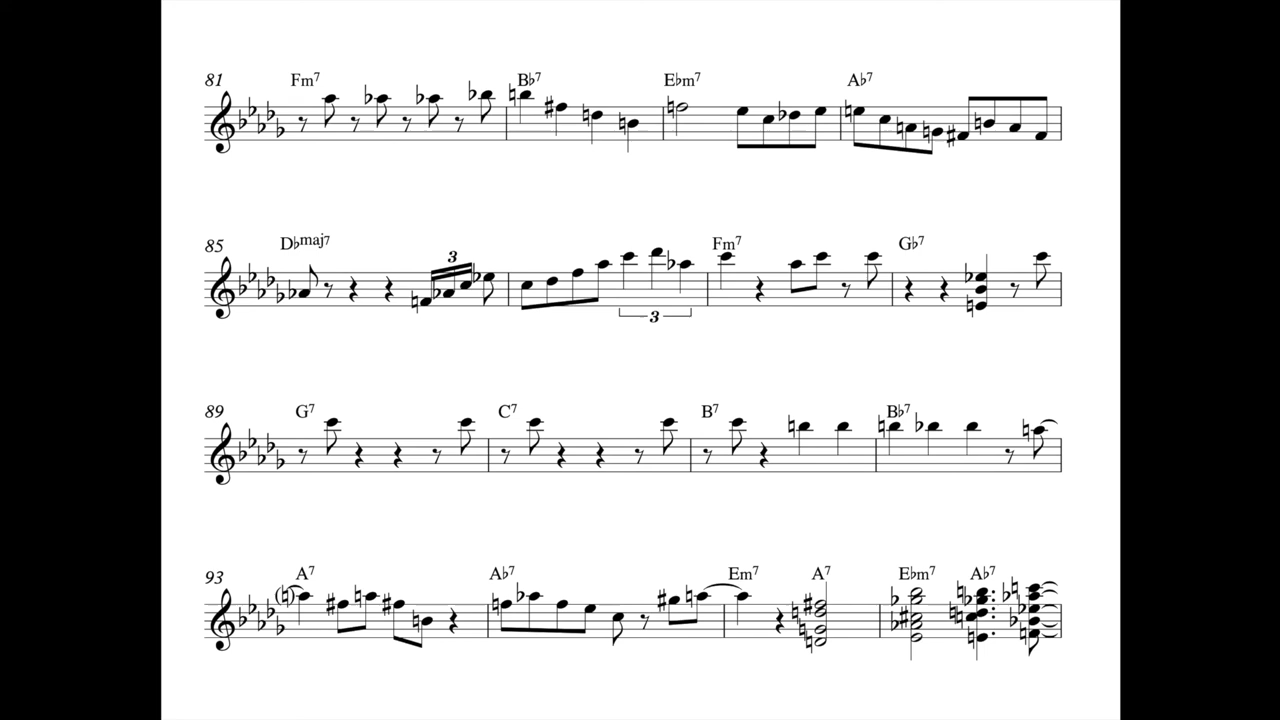 81 Fm7 B♭7 E♭m7 A♭7
85 D♭maj7 3 3 Fm7 G♭7
89 G7 C7 B7 B♭7
93 A7 A♭7 Em7 A7 E♭m7 A♭7